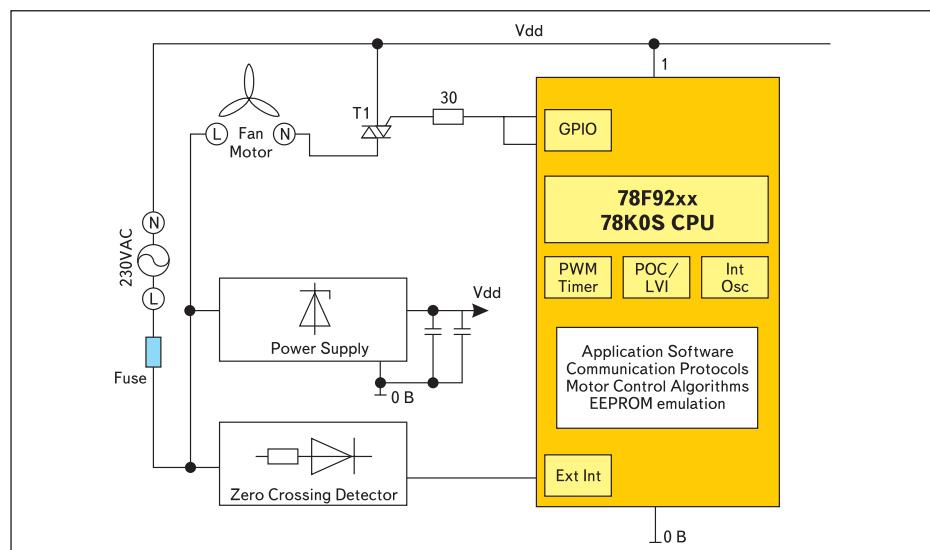 Vdd
1
T1
30
L
Fan
Motor
N
GPIO
78F92xx
78K0S CPU
N
230VAC
L
PWM
Timer
POC/
LVI
Int
Osc
Vdd
Power Supply
Fuse
0 B
Application Software
Communication Protocols
Motor Control Algorithms
EEPROM emulation
Ext Int
Zero Crossing Detector
0 B